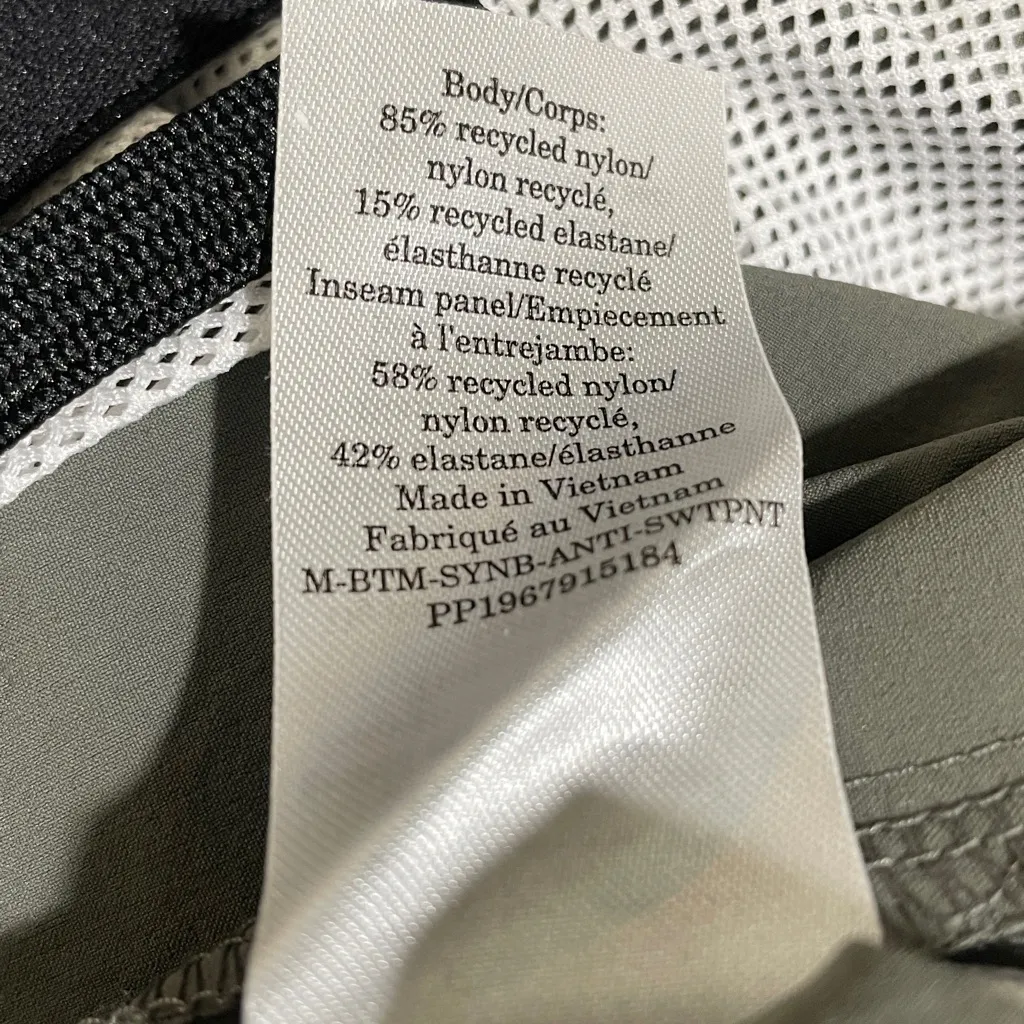 Body/Corps:
85% recycled nylon/
nylon recyclé,
15% recycled elastane/
élasthanne recyclé
Inseam panel/Empiecement
à l'entrejambe:
58% recycled nylon/
nylon recyclé,
42% elastane/élasthanne
Made in Vietnam
Fabriqué au Vietnam
M-BTM-SYNB-ANTI-SWTPNT
PP1967915184